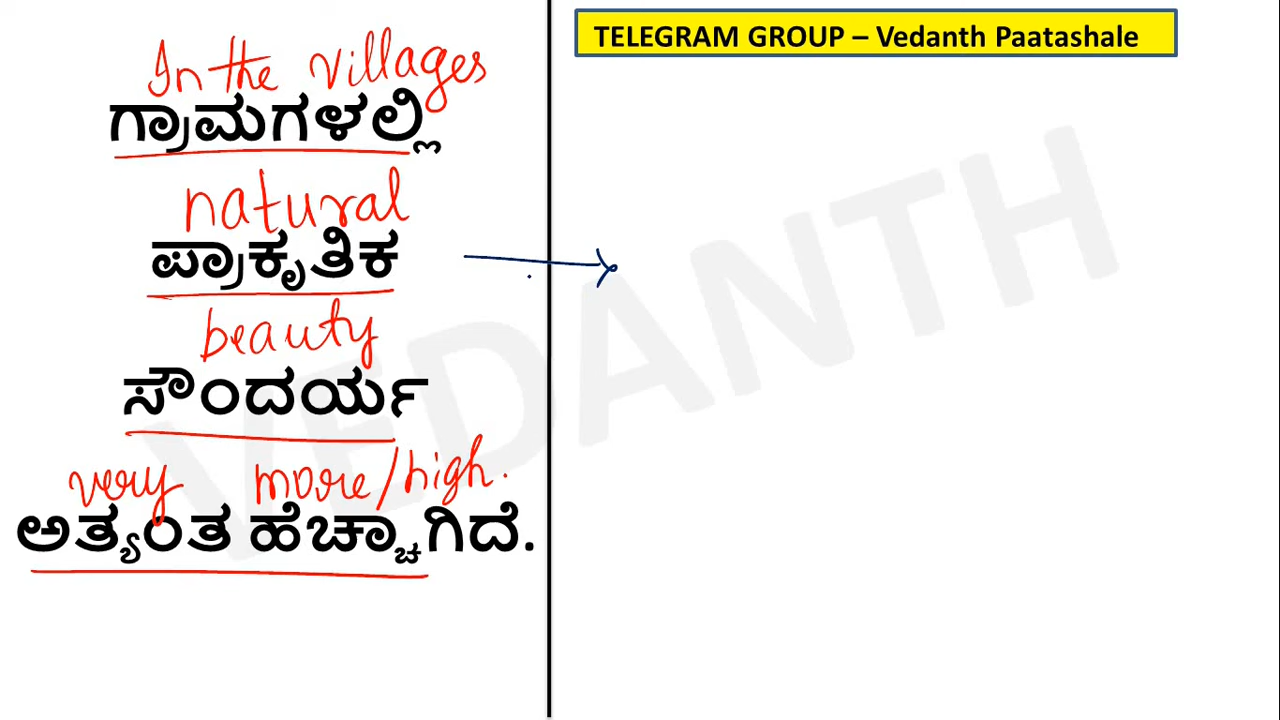 In the villages
ಗ್ರಾಮಗಳಲ್ಲಿ
natural
ಪ್ರಾಕೃತಿಕ
beauty
ಸೌಂದರ್ಯ
very more/high.
ಅತ್ಯಂತ ಹೆಚ್ಚಾಗಿದೆ.
TELEGRAM GROUP – Vedanth Paatashale
VEDANTH